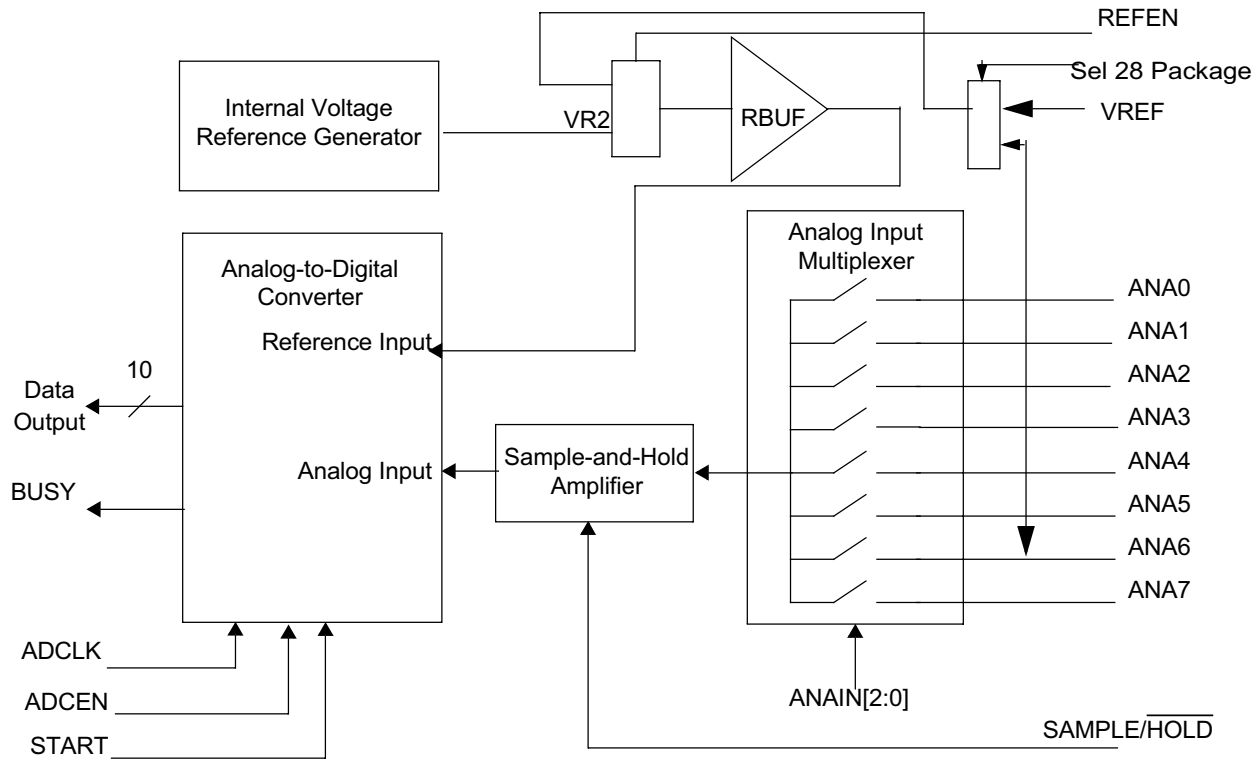 REFEN
Sel 28 Package
VREF
Internal Voltage
Reference Generator
VR2
RBUF
Analog Input
Multiplexer
Analog-to-Digital
Converter
Reference Input
Analog Input
10
Data
Output
BUSY
Sample-and-Hold
Amplifier
ANA0
ANA1
ANA2
ANA3
ANA4
ANA5
ANA6
ANA7
ADCLK
ADCEN
START
ANAIN[2:0]
SAMPLE/HOLD